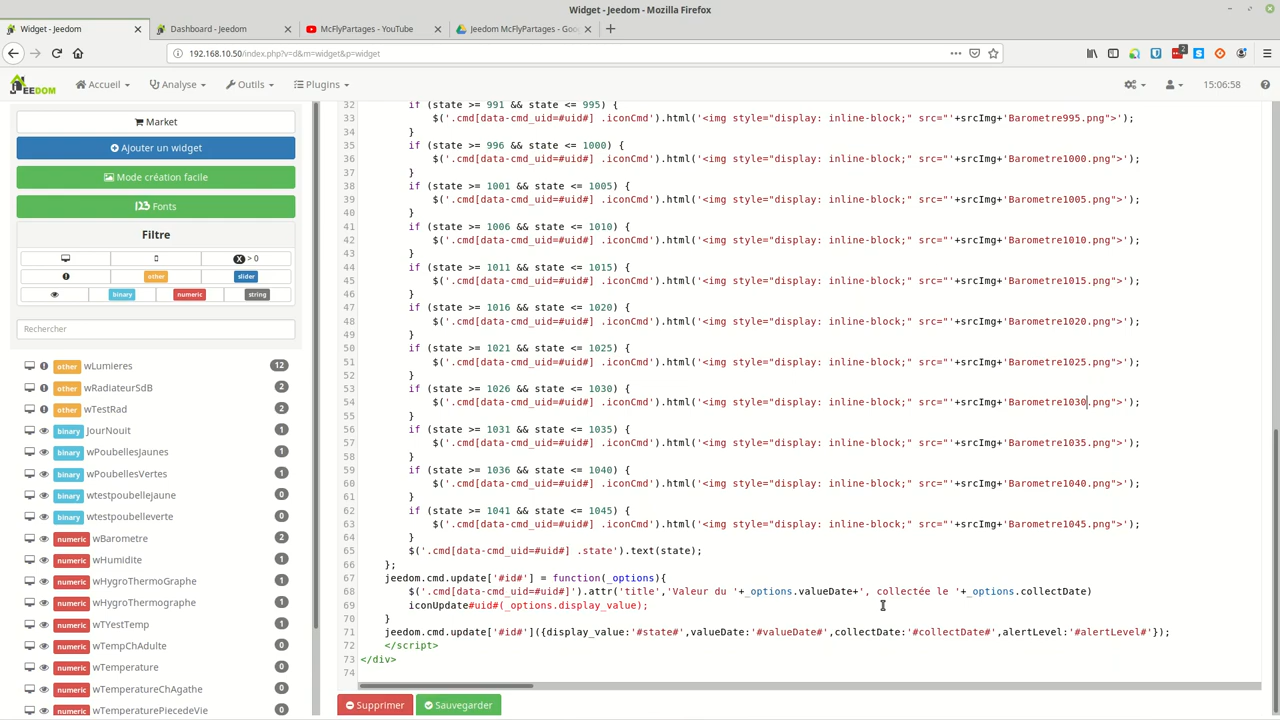 Widget - Jeedom - Mozilla Firefox
Widget - Jeedom
Dashboard - Jeedom
McFlyPartages - YouTube
Jeedom McFlyPartages - Goo
192.168.10.50/index.php?v=d&m=widget&p=widget
2
JEEDOM
Accueil
Analyse
Outils
Plugins
15:06:58
Market
Ajouter un widget
Mode création facile
123 Fonts
Filtre
X > 0
other
slider
binary
numeric
string
Rechercher
other wLumieres 12
other wRadiateurSdB 2
other wTestRad 2
binary JourNouit 1
binary wPoubellesJaunes 1
binary wPoubellesVertes 1
binary wtestpoubellejaune 0
binary wtestpoubelleverte 0
numeric wBarometre 2
numeric wHumidite 1
numeric wHygroThermoGraphe 1
numeric wHygroThermographe 1
numeric wTYestTemp 1
numeric wTempChAdulte 0
numeric wTemperature 1
numeric wTemperatureChAgathe 0
numeric wTemperaturePiecedeVie 0
32 if (state >= 991 && state <= 995) {
33 $('.cmd[data-cmd_uid=#uid#] .iconCmd').html('<img style="display: inline-block;" src="'+srcImg+'Barometre995.png">');
34 }
35 if (state >= 996 && state <= 1000) {
36 $('.cmd[data-cmd_uid=#uid#] .iconCmd').html('<img style="display: inline-block;" src="'+srcImg+'Barometre1000.png">');
37 }
38 if (state >= 1001 && state <= 1005) {
39 $('.cmd[data-cmd_uid=#uid#] .iconCmd').html('<img style="display: inline-block;" src="'+srcImg+'Barometre1005.png">');
40 }
41 if (state >= 1006 && state <= 1010) {
42 $('.cmd[data-cmd_uid=#uid#] .iconCmd').html('<img style="display: inline-block;" src="'+srcImg+'Barometre1010.png">');
43 }
44 if (state >= 1011 && state <= 1015) {
45 $('.cmd[data-cmd_uid=#uid#] .iconCmd').html('<img style="display: inline-block;" src="'+srcImg+'Barometre1015.png">');
46 }
47 if (state >= 1016 && state <= 1020) {
48 $('.cmd[data-cmd_uid=#uid#] .iconCmd').html('<img style="display: inline-block;" src="'+srcImg+'Barometre1020.png">');
49 }
50 if (state >= 1021 && state <= 1025) {
51 $('.cmd[data-cmd_uid=#uid#] .iconCmd').html('<img style="display: inline-block;" src="'+srcImg+'Barometre1025.png">');
52 }
53 if (state >= 1026 && state <= 1030) {
54 $('.cmd[data-cmd_uid=#uid#] .iconCmd').html('<img style="display: inline-block;" src="'+srcImg+'Barometre1030.png">');
55 }
56 if (state >= 1031 && state <= 1035) {
57 $('.cmd[data-cmd_uid=#uid#] .iconCmd').html('<img style="display: inline-block;" src="'+srcImg+'Barometre1035.png">');
58 }
59 if (state >= 1036 && state <= 1040) {
60 $('.cmd[data-cmd_uid=#uid#] .iconCmd').html('<img style="display: inline-block;" src="'+srcImg+'Barometre1040.png">');
61 }
62 if (state >= 1041 && state <= 1045) {
63 $('.cmd[data-cmd_uid=#uid#] .iconCmd').html('<img style="display: inline-block;" src="'+srcImg+'Barometre1045.png">');
64 }
65 $('.cmd[data-cmd_uid=#uid#] .state').text(state);
66 };
67 jeedom.cmd.update['#id#'] = function(_options){
68 $('.cmd[data-cmd_uid=#uid#]').attr('title','Valeur du '+_options.valueDate+', collectée le '+_options.collectDate)
69 iconUpdate#uid#(_options.display_value);
70 }
71 jeedom.cmd.update['#id#']({display_value:'#state#',valueDate:'#valueDate#',collectDate:'#collectDate#',alertLevel:'#alertLevel#'});
72 </script>
73 </div>
74
Supprimer
Sauvegarder